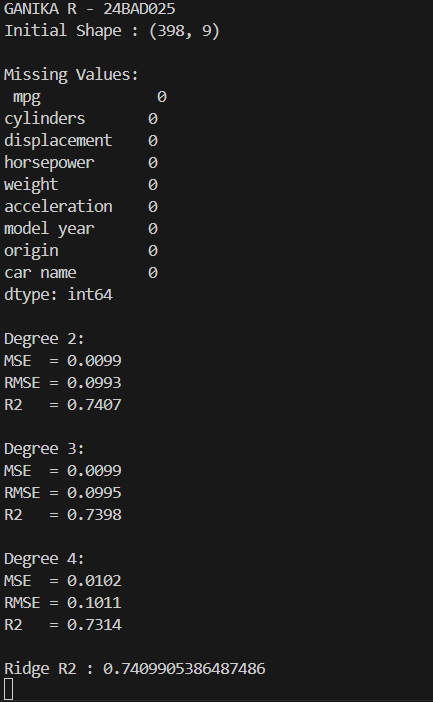 GANIKA R - 24BAD025
Initial Shape : (398, 9)
Missing Values:
mpg 0
cylinders 0
displacement 0
horsepower 0
weight 0
acceleration 0
model year 0
origin 0
car name 0
dtype: int64
Degree 2:
MSE = 0.0099
RMSE = 0.0993
R2 = 0.7407
Degree 3:
MSE = 0.0099
RMSE = 0.0995
R2 = 0.7398
Degree 4:
MSE = 0.0102
RMSE = 0.1011
R2 = 0.7314
Ridge R2 : 0.7409905386487486